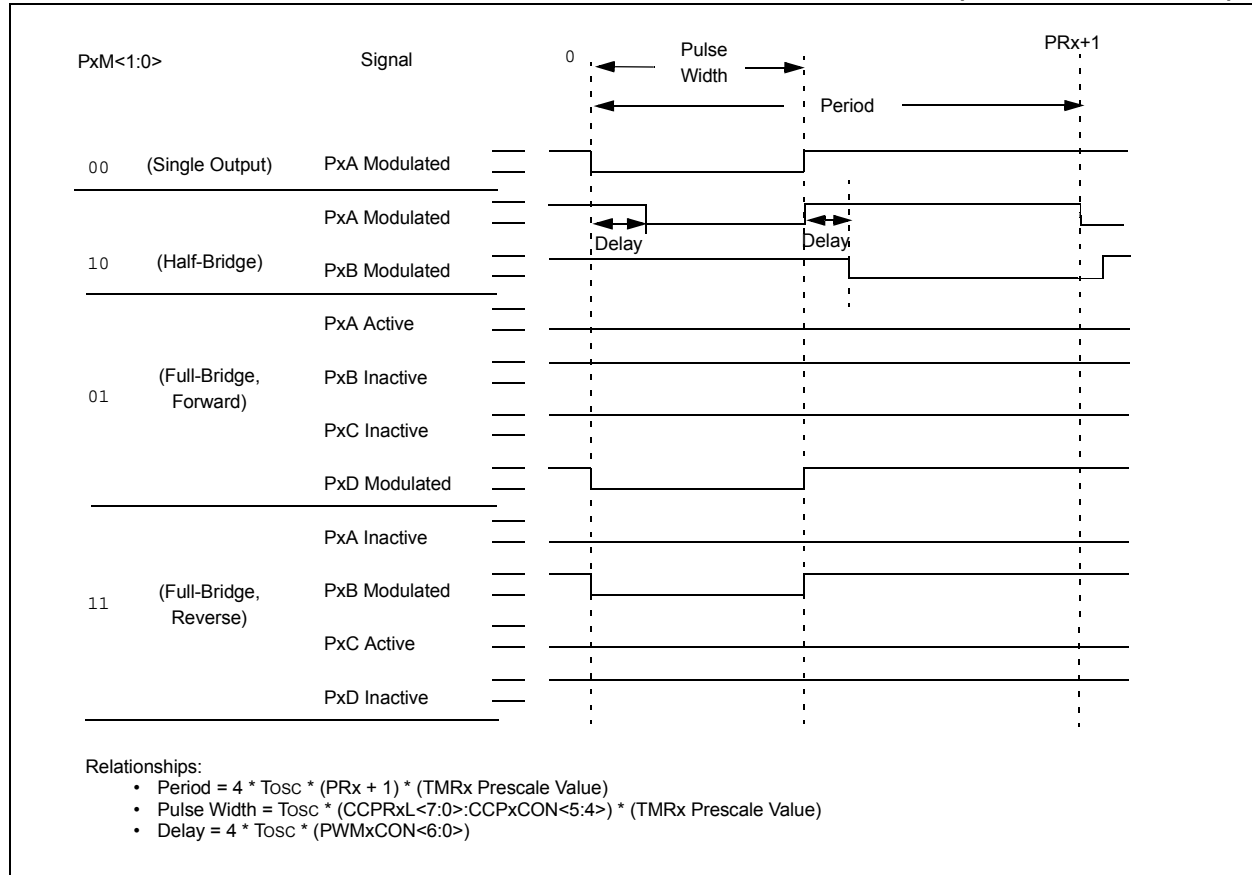 PxM<1:0>
Signal
0
Pulse
Width
PRx+1
Period
00 (Single Output) PxA Modulated
PxA Modulated
Delay
Delay
10 (Half-Bridge)
PxB Modulated
PxA Active
(Full-Bridge,
Forward)
PxB Inactive
01
PxC Inactive
PxD Modulated
PxA Inactive
(Full-Bridge,
Reverse)
PxB Modulated
11
PxC Active
PxD Inactive
Relationships:
• Period = 4 * TOSC * (PRx + 1) * (TMRx Prescale Value)
• Pulse Width = TOSC * (CCPRxL<7:0>:CCPxCON<5:4>) * (TMRx Prescale Value)
• Delay = 4 * TOSC * (PWMxCON<6:0>)